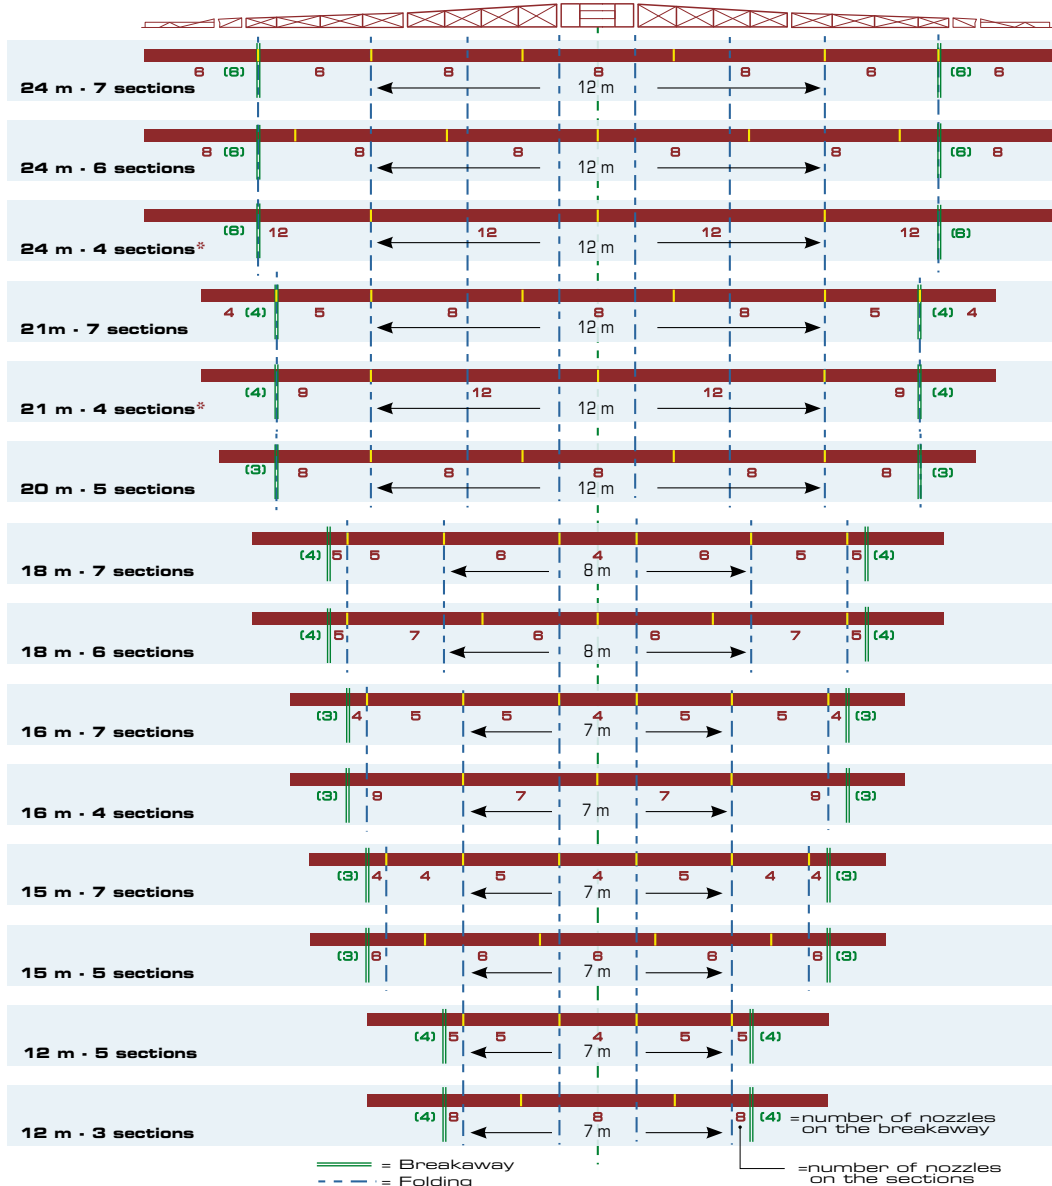 6 (6) 6 8 8 8 6 (6) 6
24 m - 7 sections 12 m
8 (6) 8 8 8 8 (6) 8
24 m - 6 sections 12 m
(6) 12 12 12 12 (6)
24 m - 4 sections* 12 m
4 (4) 5 8 8 8 5 (4) 4
21m - 7 sections 12 m
(4) 9 12 12 9 (4)
21 m - 4 sections* 12 m
(3) 8 8 8 8 8 (3)
20 m - 5 sections 12 m
(4) 5 5 6 4 6 5 5 (4)
18 m - 7 sections 8 m
(4) 5 7 6 6 7 5 (4)
18 m - 6 sections 8 m
(3) 4 5 5 4 5 5 4 (3)
16 m - 7 sections 7 m
(3) 9 7 7 9 (3)
16 m - 4 sections 7 m
(3) 4 4 5 4 5 4 4 (3)
15 m - 7 sections 7 m
(3) 6 6 6 6 6 (3)
15 m - 5 sections 7 m
(4) 5 5 4 5 5 (4)
12 m - 5 sections 7 m
(4) 8 8 8 (4) =number of nozzles
on the breakaway
12 m - 3 sections 7 m
= Breakaway
= Folding
=number of nozzles
on the sections